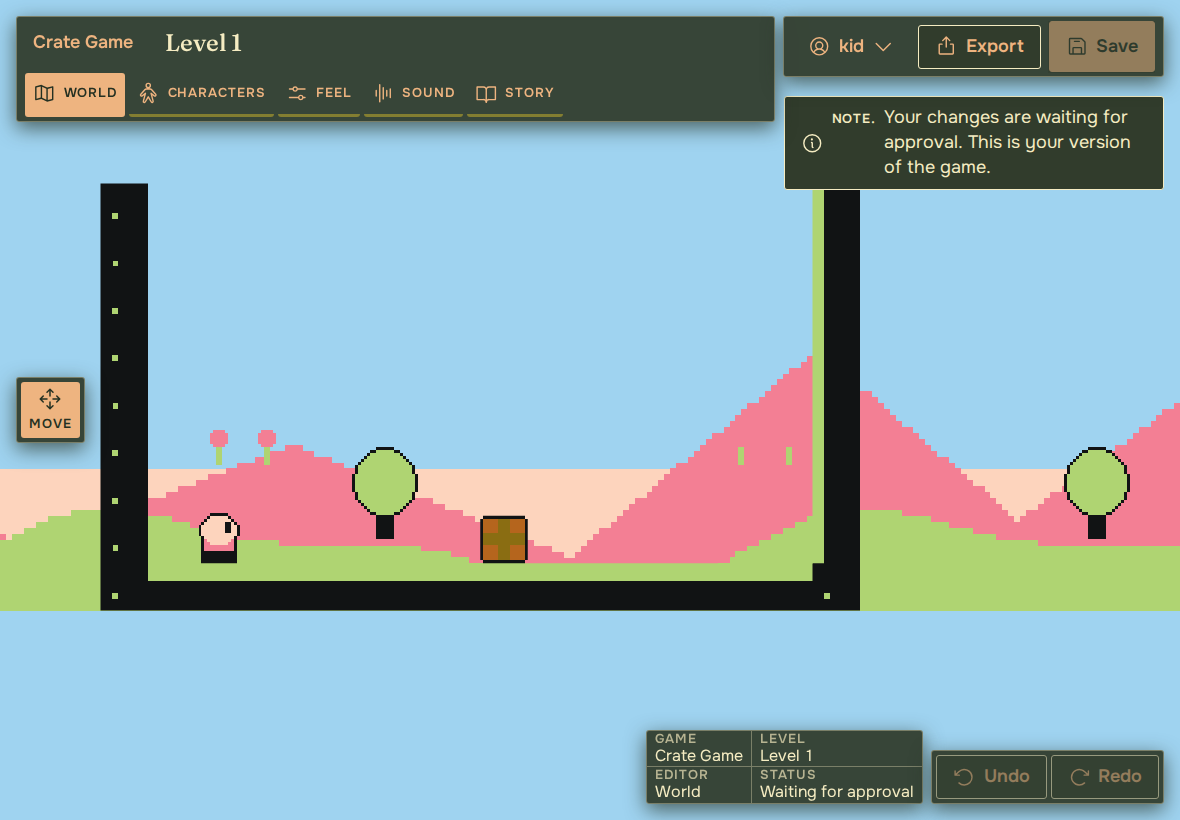 Crate Game
Level 1
WORLD
CHARACTERS
FEEL
SOUND
STORY
kid
Export
Save
NOTE.
Your changes are waiting for
approval. This is your version
of the game.
MOVE
GAME
Crate Game
LEVEL
Level 1
EDITOR
World
STATUS
Waiting for approval
Undo
Redo